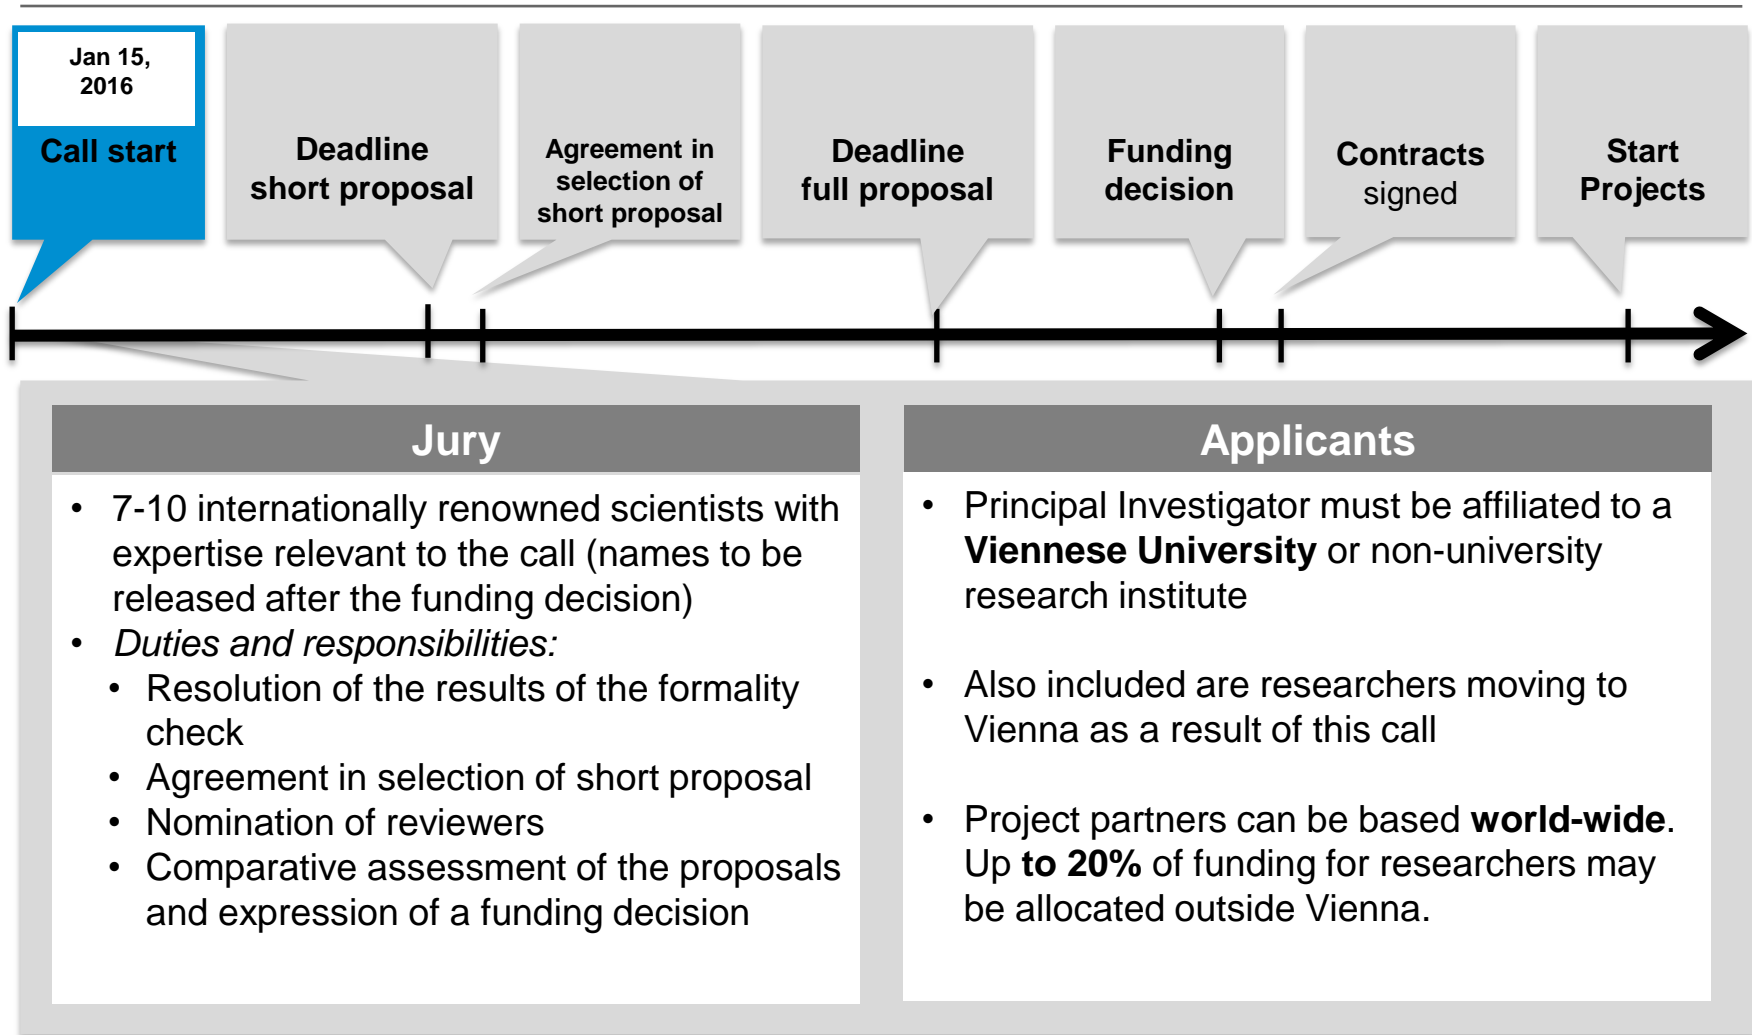 Jan 15,
2016
Call start
Deadline
short proposal
Agreement in
selection of
short proposal
Deadline
full proposal
Funding
decision
Contracts
signed
Start
Projects
Jury
• 7-10 internationally renowned scientists with
expertise relevant to the call (names to be
released after the funding decision)
• Duties and responsibilities:
• Resolution of the results of the formality
check
• Agreement in selection of short proposal
• Nomination of reviewers
• Comparative assessment of the proposals
and expression of a funding decision
Applicants
• Principal Investigator must be affiliated to a
Viennese University or non-university
research institute
• Also included are researchers moving to
Vienna as a result of this call
• Project partners can be based world-wide.
Up to 20% of funding for researchers may
be allocated outside Vienna.